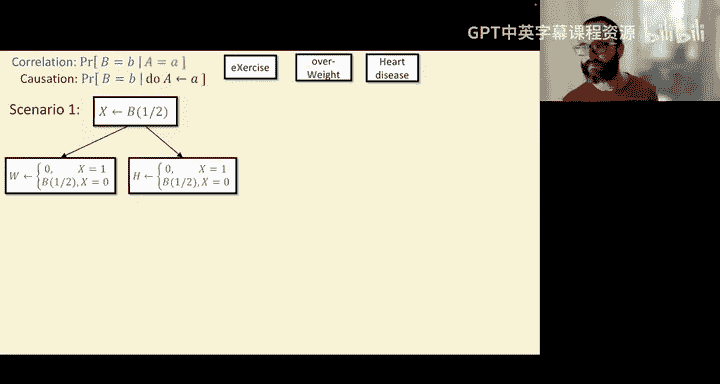 GPT中英字幕课程资源 bilibili
Correlation: Pr[ B = b | A = a ]
Causation: Pr[ B = b | do A ← a ]
eXercise
over-
Weight
Heart
disease
Scenario 1:
X ← B(1/2)
W ← { 0, X = 1
B(1/2), X = 0
H ← { 0, X = 1
B(1/2), X = 0